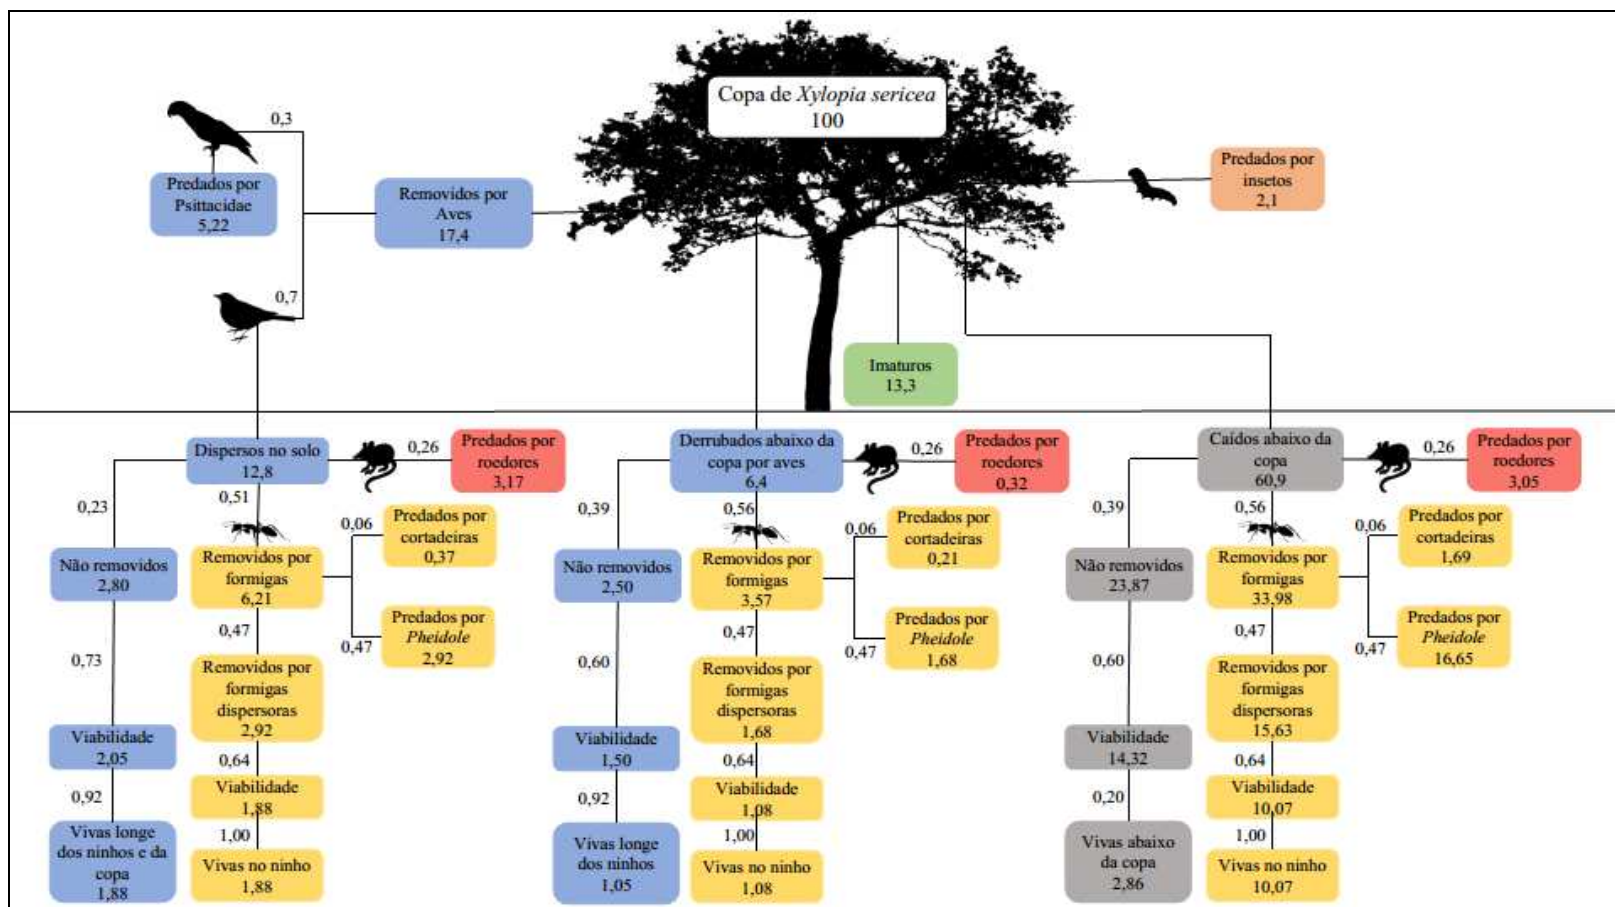 Copa de Xylopia sericea
100
0,3
Predados por
Psittacidae
5,22
Removidos por
Aves
17,4
0,7
Predados por
insetos
2,1
Imaturos
13,3
Dispersos no solo
12,8
0,26
Predados por
roedores
3,17
0,23
0,51
0,06
Predados por
cortadeiras
0,37
Não removidos
2,80
Removidos por
formigas
6,21
0,47
0,47
Predados por
Pheidole
2,92
0,73
Removidos por
formigas
dispersoras
2,92
Viabilidade
2,05
0,64
0,92
Viabilidade
1,88
1,00
Vivas longe
dos ninhos e da
copa
1,88
Vivas no ninho
1,88
Derrubados abaixo da
copa por aves
6,4
0,26
Predados por
roedores
0,32
0,39
0,56
0,06
Predados por
cortadeiras
0,21
Não removidos
2,50
Removidos por
formigas
3,57
0,47
0,47
Predados por
Pheidole
1,68
0,60
Removidos por
formigas
dispersoras
1,68
Viabilidade
1,50
0,64
0,92
Viabilidade
1,08
1,00
Vivas longe
dos ninhos
1,05
Vivas no ninho
1,08
Caídos abaixo da
copa
60,9
0,26
Predados por
roedores
3,05
0,39
0,56
0,06
Predados por
cortadeiras
1,69
Não removidos
23,87
Removidos por
formigas
33,98
0,47
0,47
Predados por
Pheidole
16,65
0,60
Removidos por
formigas
dispersoras
15,63
Viabilidade
14,32
0,64
0,20
Viabilidade
10,07
1,00
Vivas abaixo
da copa
2,86
Vivas no ninho
10,07